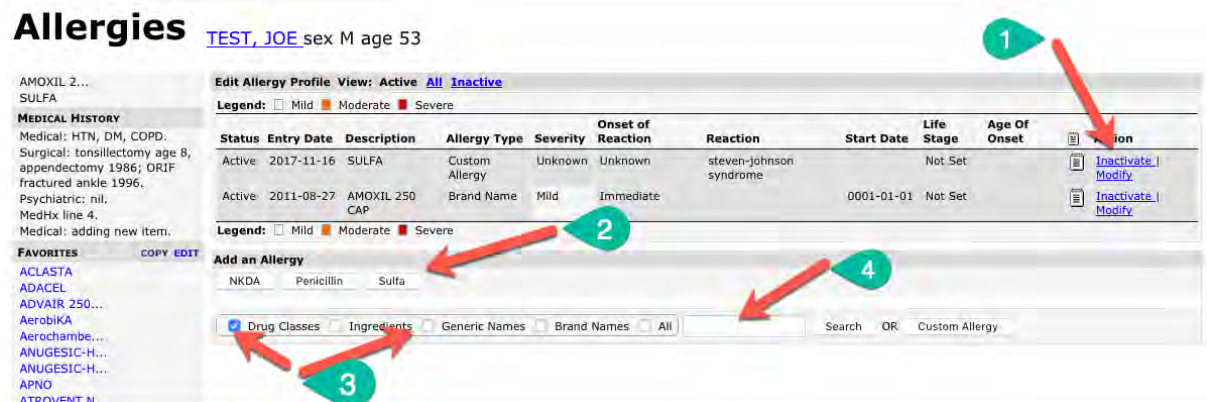 Allergies TEST, JOE sex M age 53
1
AMOXIL 2...
SULFA
MEDICAL HISTORY
Medical: HTN, DM, COPD.
Surgical: tonsillectomy age 8,
appendectomy 1986; ORIF
fractured ankle 1996.
Psychiatric: nil.
MedHx line 4.
Medical: adding new item.
FAVORITES COPY EDIT
ACLASTA
ADACEL
ADVAIR 250...
AerobiKA
Aerochambe...
ANUGESIC-H...
ANUGESIC-H...
APNO
ATROVENT N
Edit Allergy Profile View: Active All Inactive
Legend: Mild Moderate Severe
Status Entry Date Description Allergy Type Severity Onset of Reaction Reaction Start Date Life Stage Age Of Onset
Active 2017-11-16 SULFA Custom Allergy Unknown Unknown steven-johnson syndrome Not Set Inactivate | Modify
Active 2011-08-27 AMOXIL 250 CAP Brand Name Mild Immediate 0001-01-01 Not Set Inactivate | Modify
Legend: Mild Moderate Severe
2
Add an Allergy
NKDA Penicillin Sulfa
4
Drug Classes Ingredients Generic Names Brand Names All Search OR Custom Allergy
3